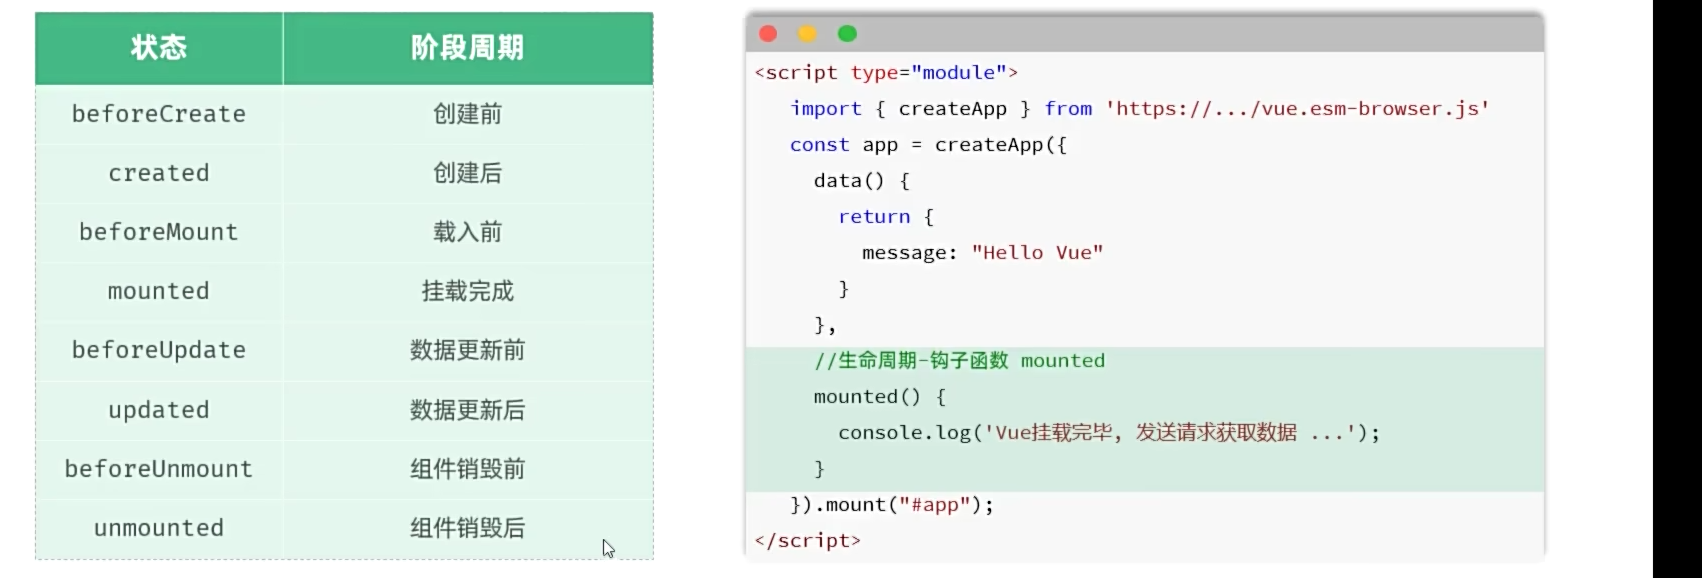 状态 阶段周期
beforeCreate 创建前
created 创建后
beforeMount 载入前
mounted 挂载完成
beforeUpdate 数据更新前
updated 数据更新后
beforeUnmount 组件销毁前
unmounted 组件销毁后
<script type="module">
import { createApp } from 'https://.../vue.esm-browser.js'
const app = createApp({
data() {
return {
message: "Hello Vue"
}
},
//生命周期-钩子函数 mounted
mounted() {
console.log('Vue挂载完毕, 发送请求获取数据 ...');
}
}).mount("#app");
</script>